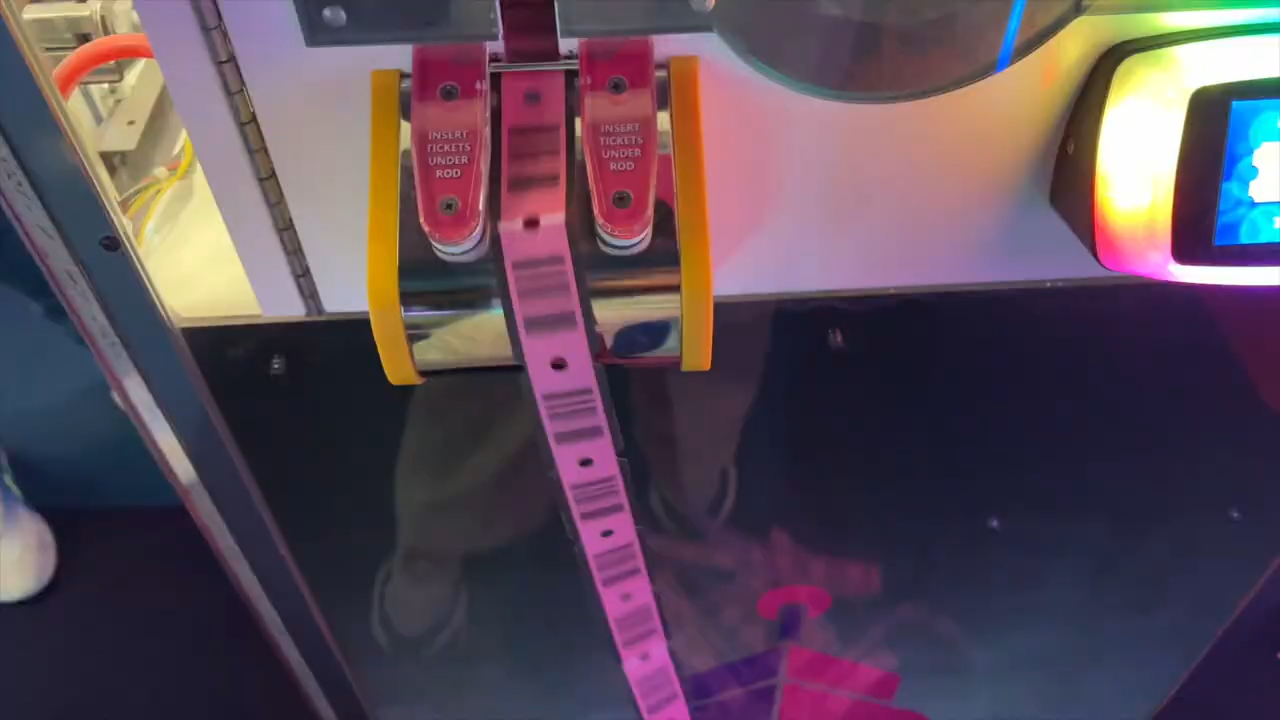 INSERT
TICKETS
UNDER
ROD
INSERT
TICKETS
UNDER
ROD